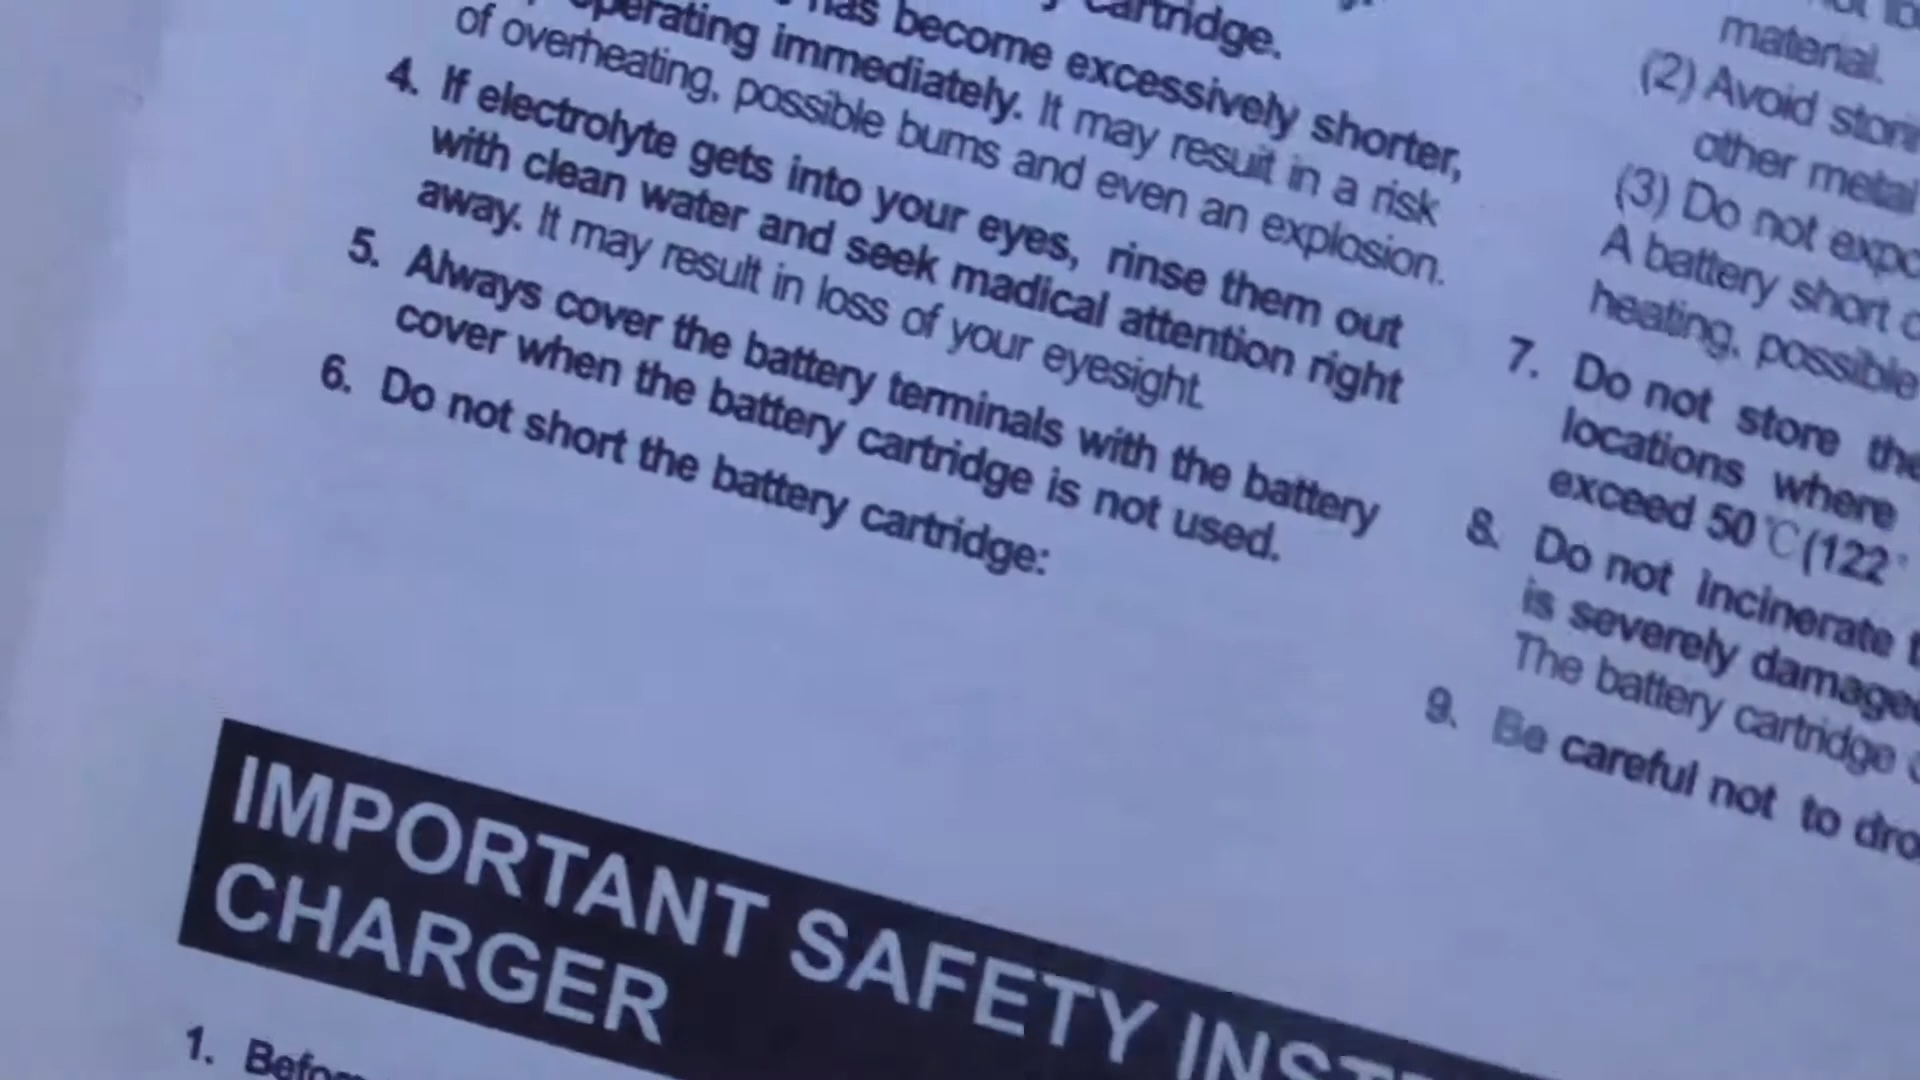 cartridge.
has become excessively shorter,
operating immediately. It may result in a risk
of overheating, possible burns and even an explosion.
4. If electrolyte gets into your eyes, rinse them out
with clean water and seek madical attention right
away. It may result in loss of your eyesight.
5. Always cover the battery terminals with the battery
cover when the battery cartridge is not used.
6. Do not short the battery cartridge:
material.
(2) Avoid
other metal
(3) Do not
A battery short
heating, possible
7. Do not store the
locations where
exceed 50℃(122°
8. Do not incinerate
is severely
The battery cartridge
9. Be careful not to
IMPORTANT SAFETY
CHARGER
1.